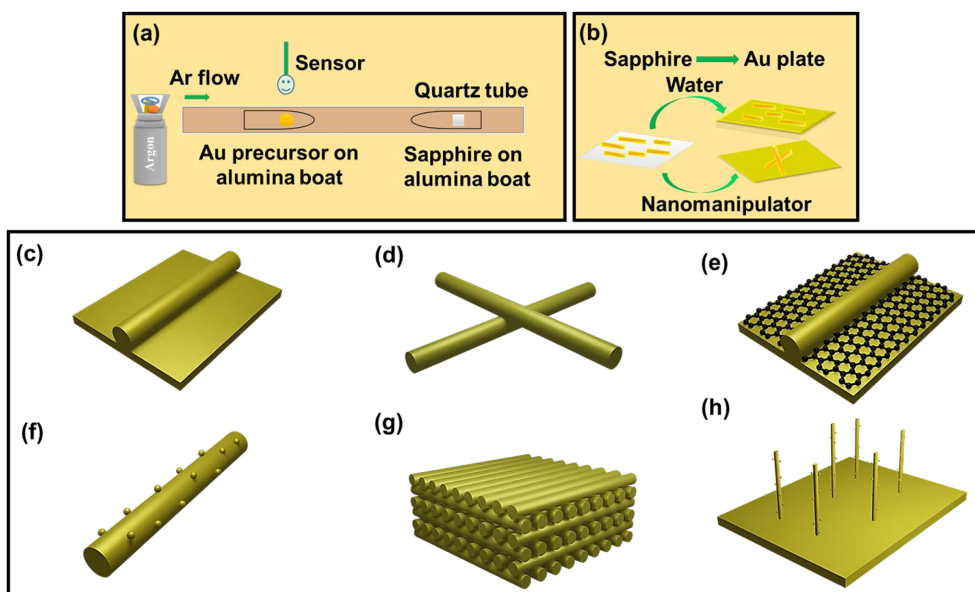 (a)
Sensor
Ar flow
Quartz tube
Argon
Au precursor on
alumina boat
Sapphire on
alumina boat
(b)
Sapphire Au plate
Water
Nanomanipulator
(c)
(d)
(e)
(f)
(g)
(h)